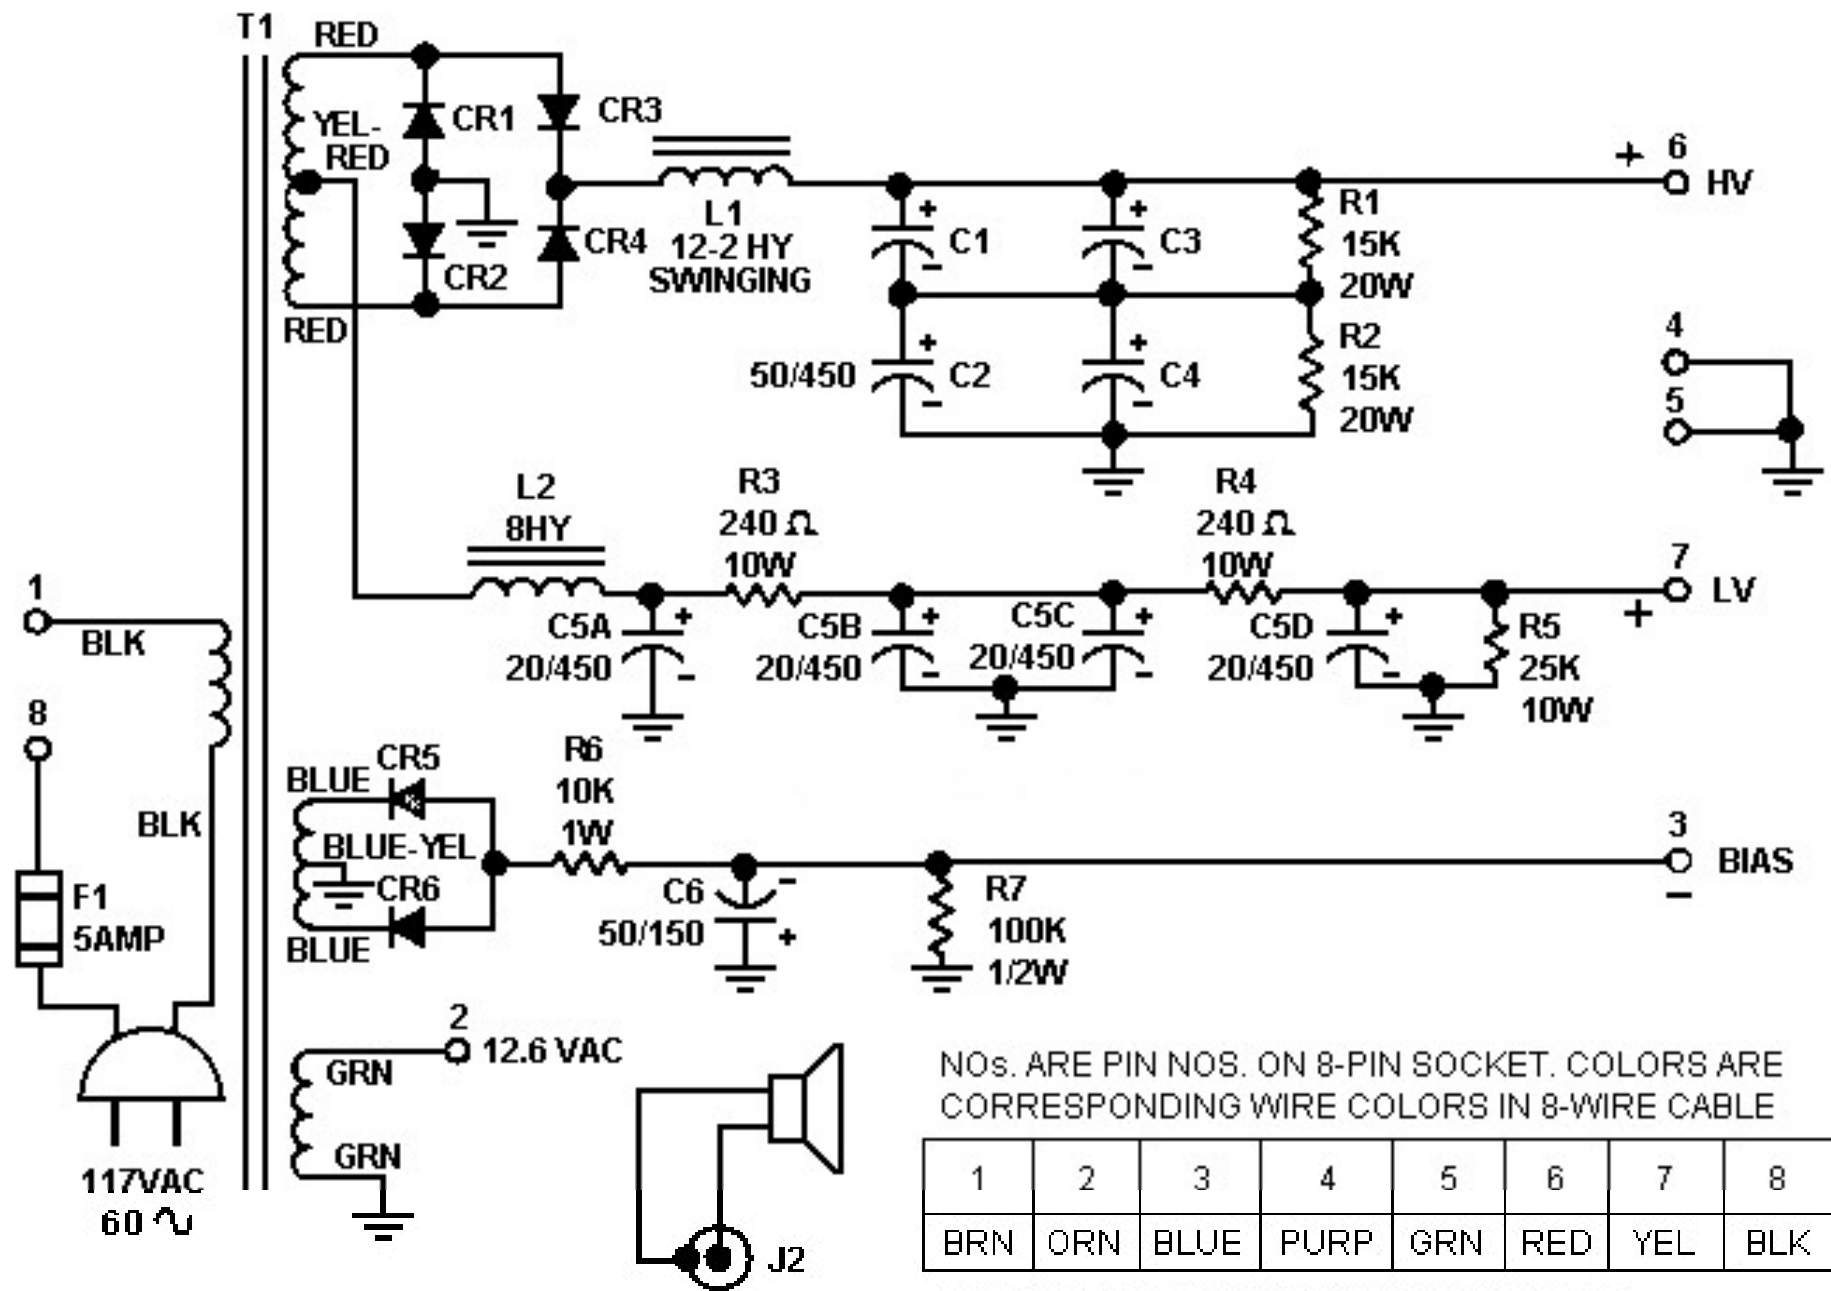 T1
RED
YEL-
RED
RED
CR1
CR2
CR3
CR4
L1
12-2 HY
SWINGING
C1
50/450
C2
C3
C4
R1
15K
20W
R2
15K
20W
+
6
HV
4
5
L2
8HY
R3
240 Ω
10W
R4
240 Ω
10W
C5A
20/450
C5B
20/450
C5C
20/450
C5D
20/450
R5
25K
10W
7
LV
+
1
BLK
8
BLK
F1
5AMP
117VAC
60 ∿
BLUE
CR5
BLUE-YEL
CR6
BLUE
R6
10K
1W
C6
50/150
R7
100K
1/2W
3
BIAS
–
2
12.6 VAC
GRN
GRN
J2
NOs. ARE PIN NOS. ON 8-PIN SOCKET. COLORS ARE
CORRESPONDING WIRE COLORS IN 8-WIRE CABLE
1 2 3 4 5 6 7 8
BRN ORN BLUE PURP GRN RED YEL BLK